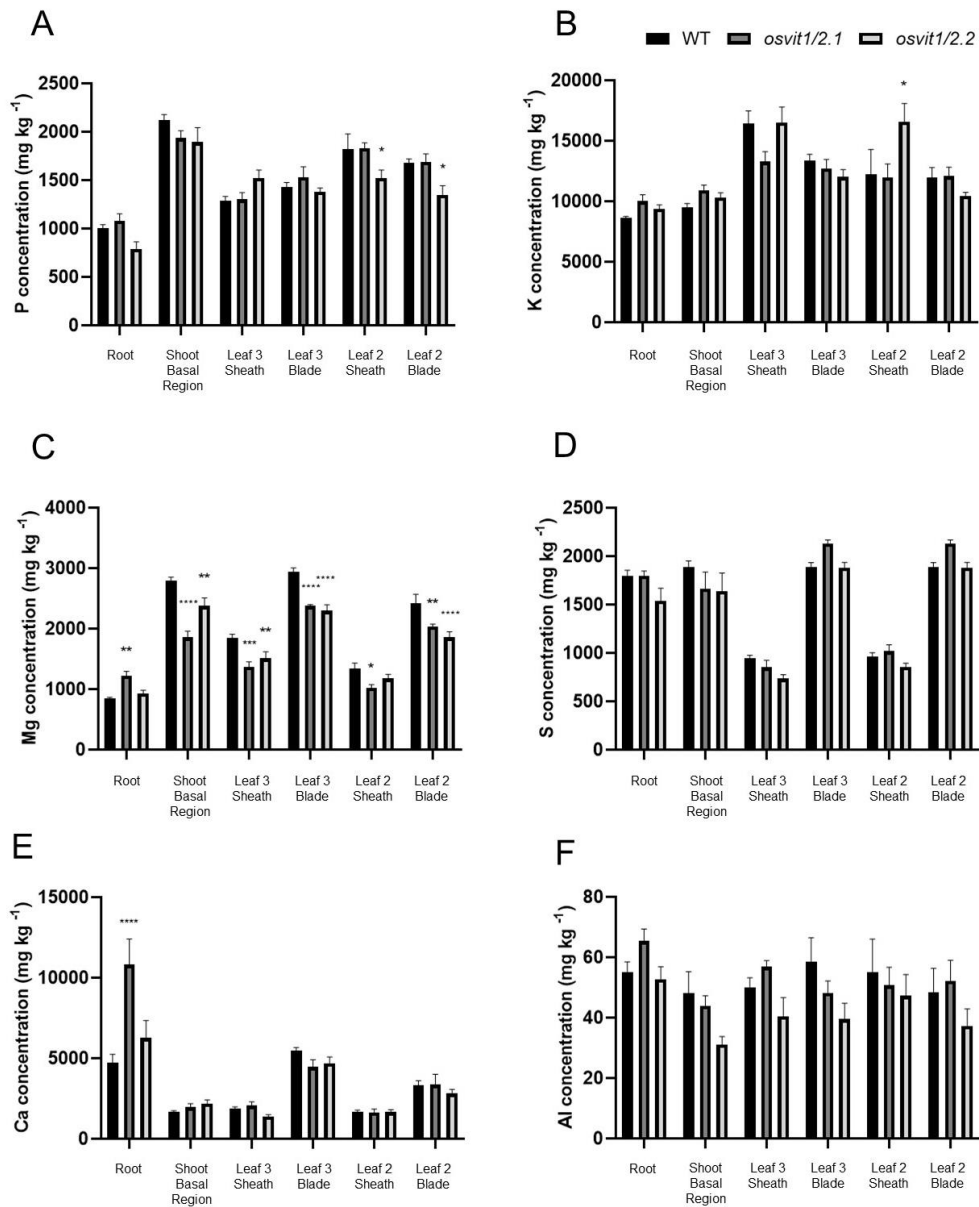 A
B
WT osvit1/2.1 osvit1/2.2
P concentration (mg kg -1)
2500
2000
1500
1000
500
0
* *
Root
Shoot Basal Region
Leaf 3 Sheath
Leaf 3 Blade
Leaf 2 Sheath
Leaf 2 Blade
K concentration (mg kg -1)
20000
15000
10000
5000
0
*
Root
Shoot Basal Region
Leaf 3 Sheath
Leaf 3 Blade
Leaf 2 Sheath
Leaf 2 Blade
C
Mg concentration (mg kg -1)
4000
3000
2000
1000
0
** **** ** *** ** **** **** * ** ****
Root
Shoot Basal Region
Leaf 3 Sheath
Leaf 3 Blade
Leaf 2 Sheath
Leaf 2 Blade
D
S concentration (mg kg -1)
2500
2000
1500
1000
500
0
Root
Shoot Basal Region
Leaf 3 Sheath
Leaf 3 Blade
Leaf 2 Sheath
Leaf 2 Blade
E
Ca concentration (mg kg -1)
15000
10000
5000
0
****
Root
Shoot Basal Region
Leaf 3 Sheath
Leaf 3 Blade
Leaf 2 Sheath
Leaf 2 Blade
F
Al concentration (mg kg -1)
80
60
40
20
0
Root
Shoot Basal Region
Leaf 3 Sheath
Leaf 3 Blade
Leaf 2 Sheath
Leaf 2 Blade